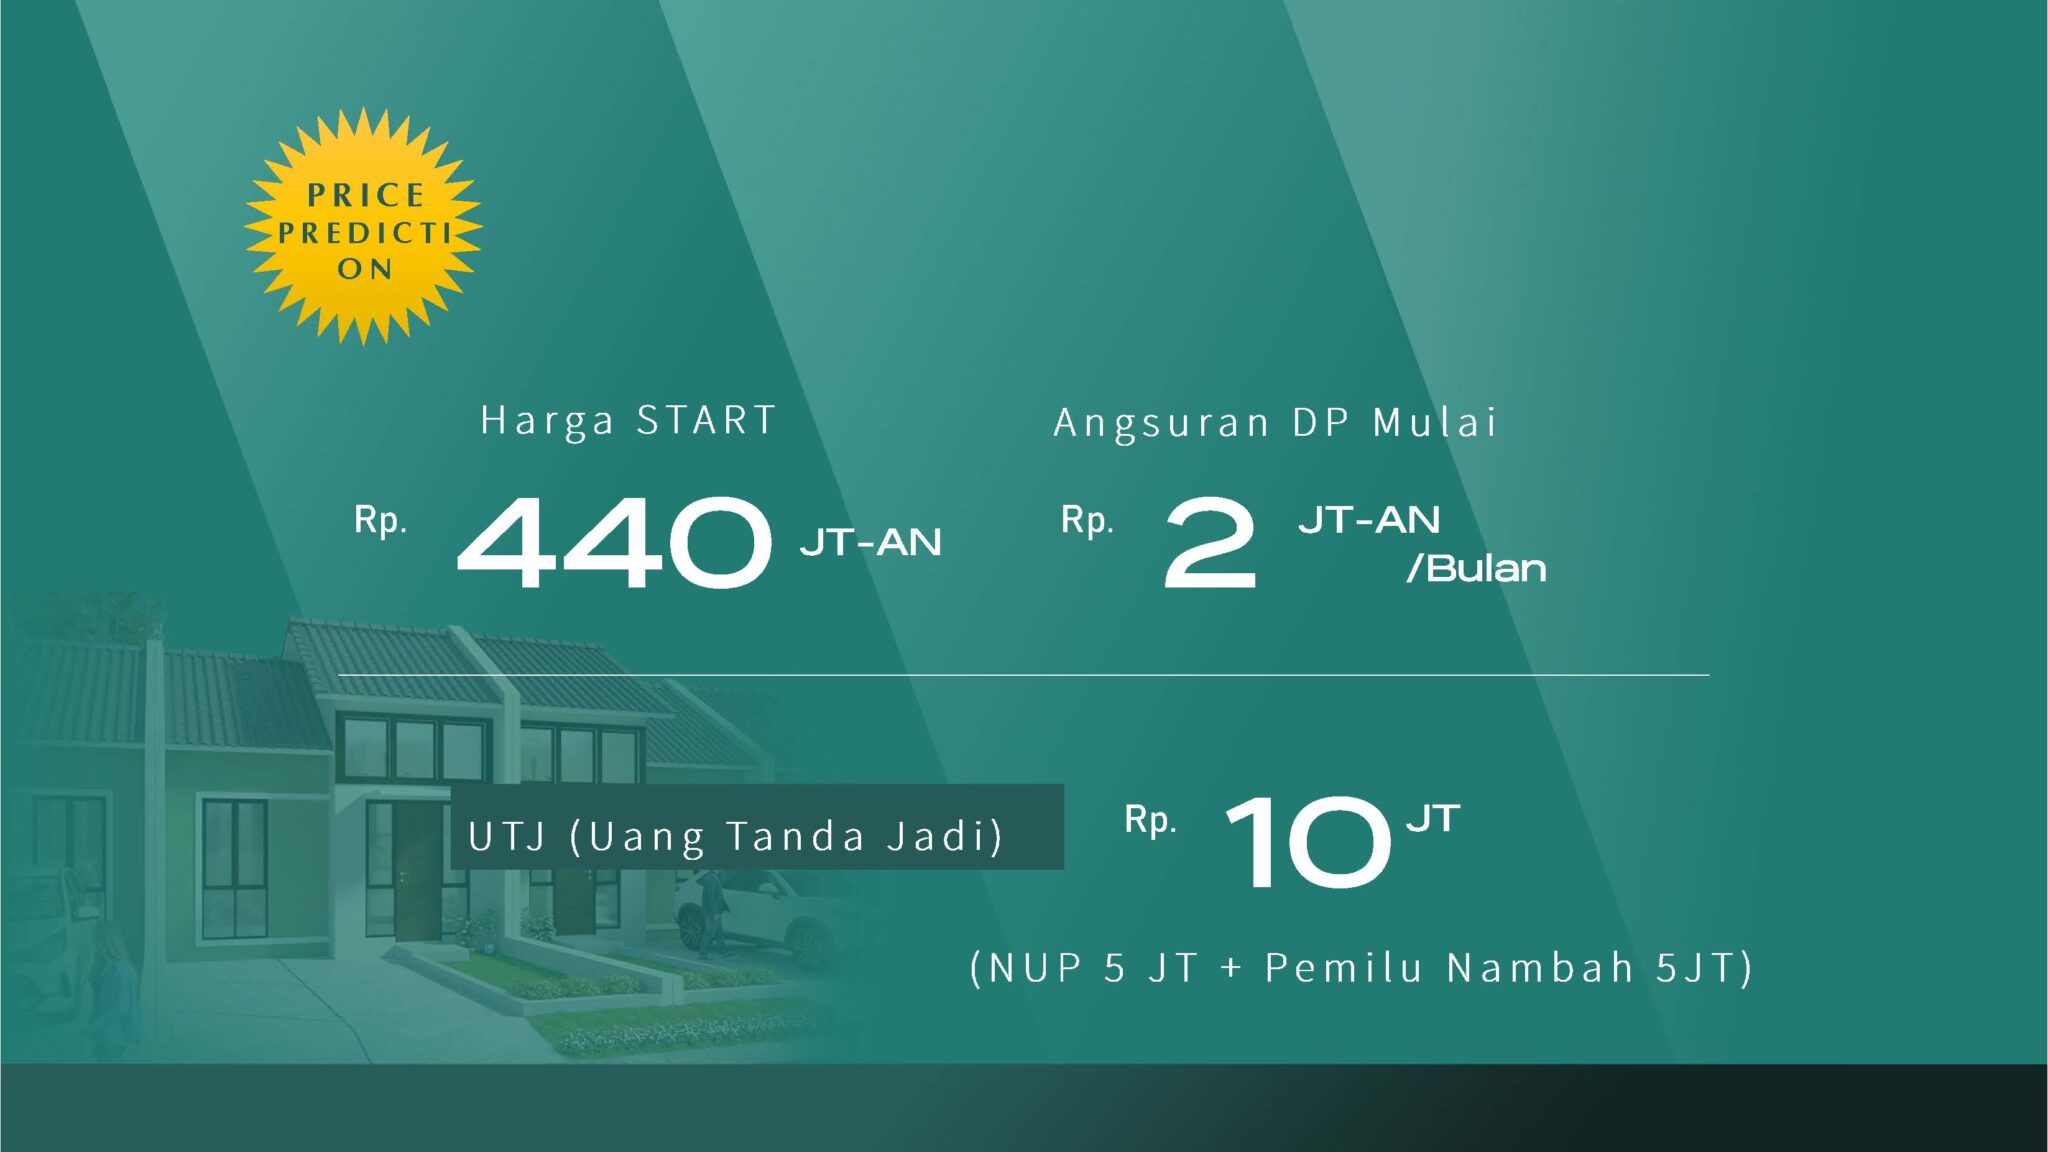 PRICE
PREDICTI
ON
Harga START
Rp. 440 JT-AN
Angsuran DP Mulai
Rp. 2 JT-AN
/Bulan
UTJ (Uang Tanda Jadi)
Rp. 10 JT
(NUP 5 JT + Pemilu Nambah 5JT)